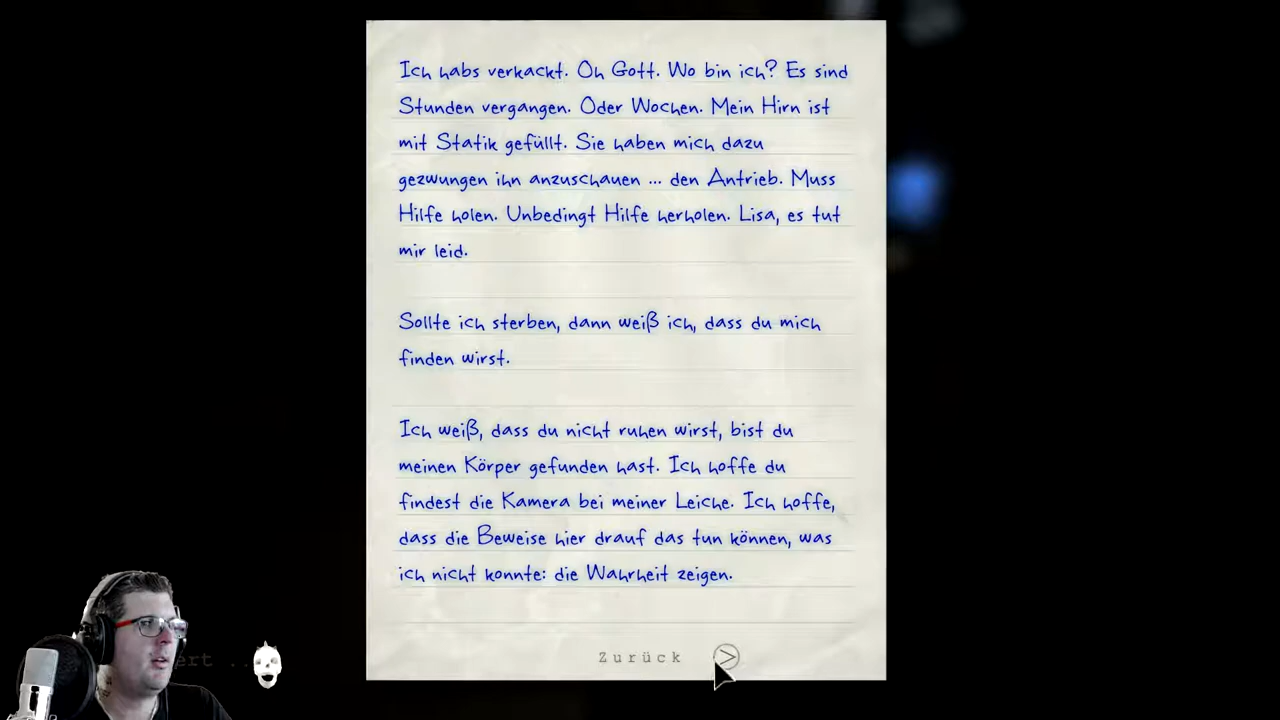 Ich habs verkackt. Oh Gott. Wo bin ich? Es sind
Stunden vergangen. Oder Wochen. Mein Hirn ist
mit Statik gefüllt. Sie haben mich dazu
gezwungen ihn anzuschauen ... den Antrieb. Muss
Hilfe holen. Unbedingt Hilfe herholen. Lisa, es tut
mir leid.
Sollte ich sterben, dann weiß ich, dass du mich
finden wirst.
Ich weiß, dass du nicht ruhen wirst, bist du
meinen Körper gefunden hast. Ich hoffe du
findest die Kamera bei meiner Leiche. Ich hoffe,
dass die Beweise hier drauf das tun können, was
ich nicht konnte: die Wahrheit zeigen.
Zurück >